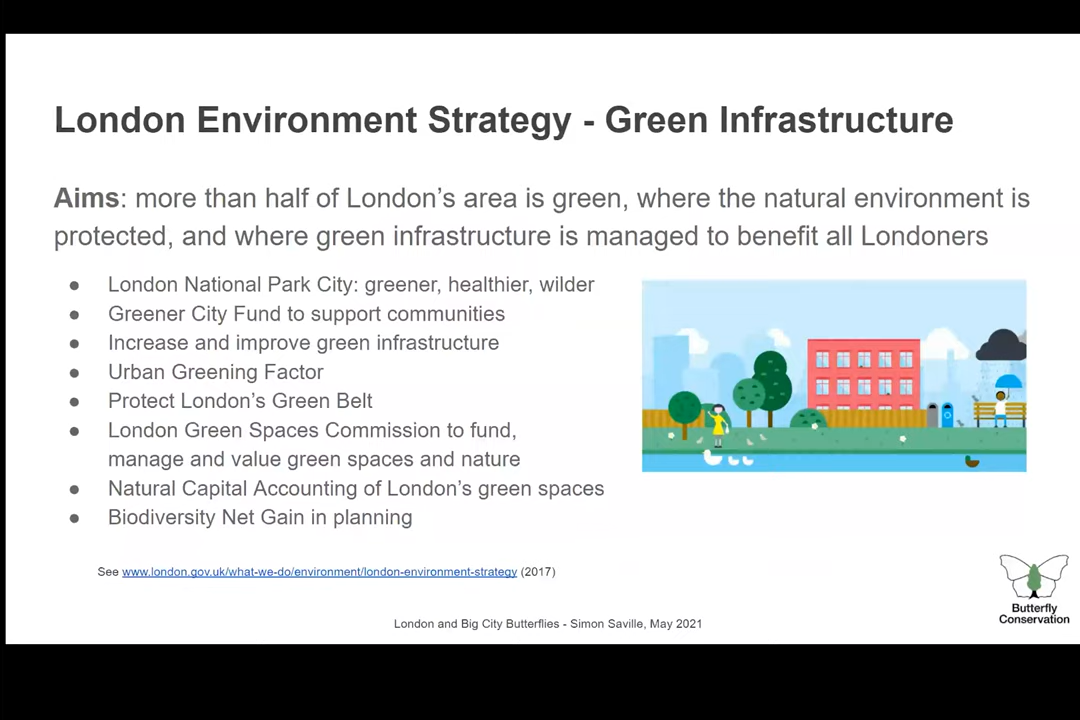 London Environment Strategy - Green Infrastructure
Aims: more than half of London’s area is green, where the natural environment is
protected, and where green infrastructure is managed to benefit all Londoners
● London National Park City: greener, healthier, wilder
● Greener City Fund to support communities
● Increase and improve green infrastructure
● Urban Greening Factor
● Protect London’s Green Belt
● London Green Spaces Commission to fund,
manage and value green spaces and nature
● Natural Capital Accounting of London’s green spaces
● Biodiversity Net Gain in planning
See www.london.gov.uk/what-we-do/environment/london-environment-strategy (2017)
London and Big City Butterflies - Simon Saville, May 2021
Butterfly
Conservation